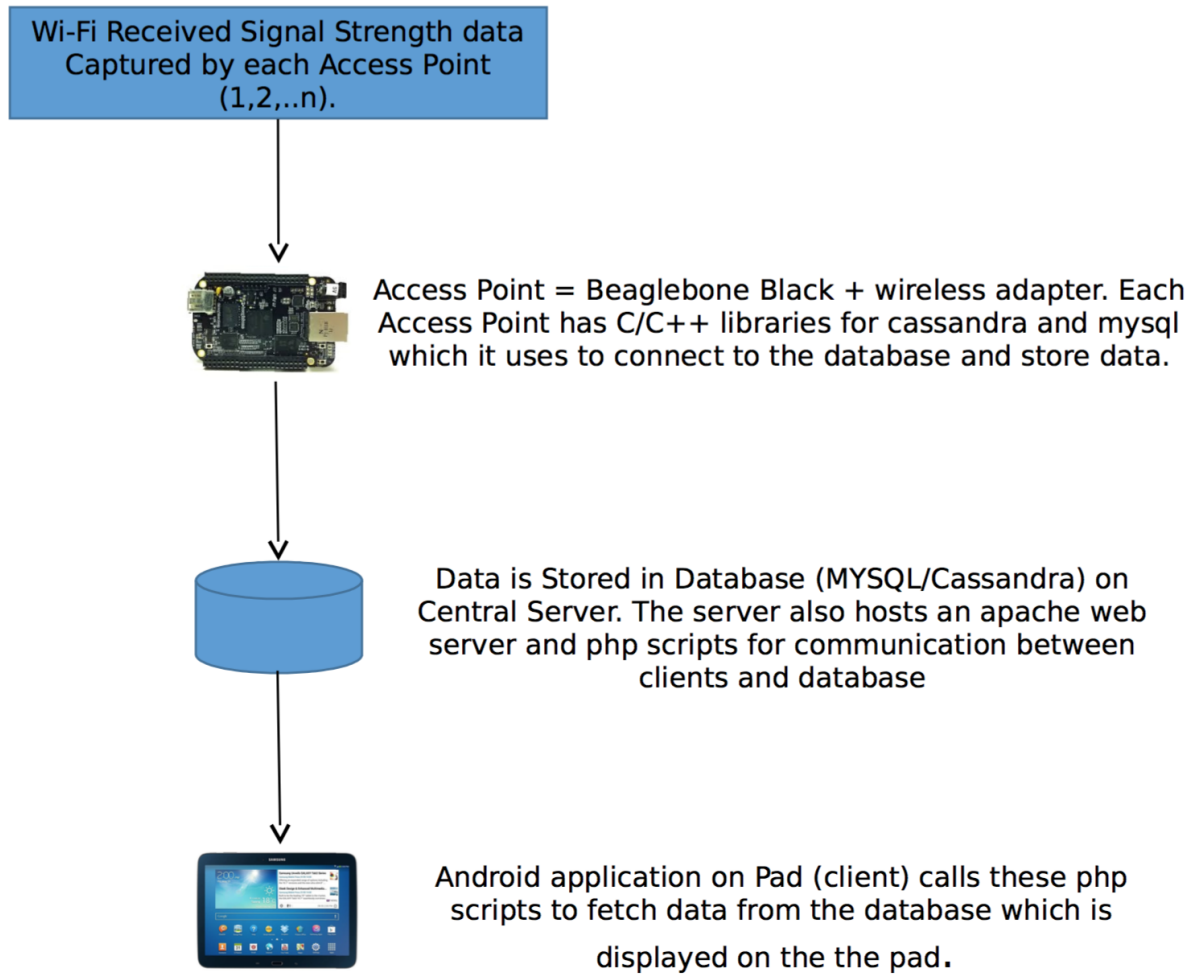 Wi-Fi Received Signal Strength data
Captured by each Access Point
(1,2,..n).
Access Point = Beaglebone Black + wireless adapter. Each
Access Point has C/C++ libraries for cassandra and mysql
which it uses to connect to the database and store data.
Data is Stored in Database (MYSQL/Cassandra) on
Central Server. The server also hosts an apache web
server and php scripts for communication between
clients and database
SAMSUNG
Android application on Pad (client) calls these php
scripts to fetch data from the database which is
displayed on the the pad.